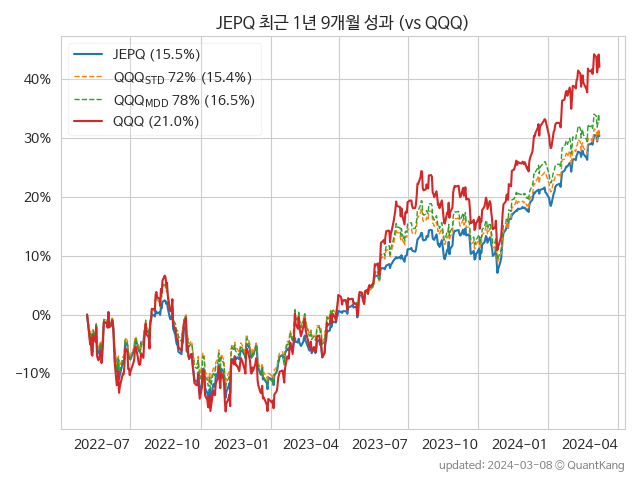 JEPQ 최근 1년 9개월 성과 (vs QQQ)
JEPQ (15.5%)
QQQSTD 72% (15.4%)
QQQMDD 78% (16.5%)
QQQ (21.0%)
40%
30%
20%
10%
0%
−10%
2022-07 2022-10 2023-01 2023-04 2023-07 2023-10 2024-01 2024-04
updated: 2024-03-08 © QuantKang